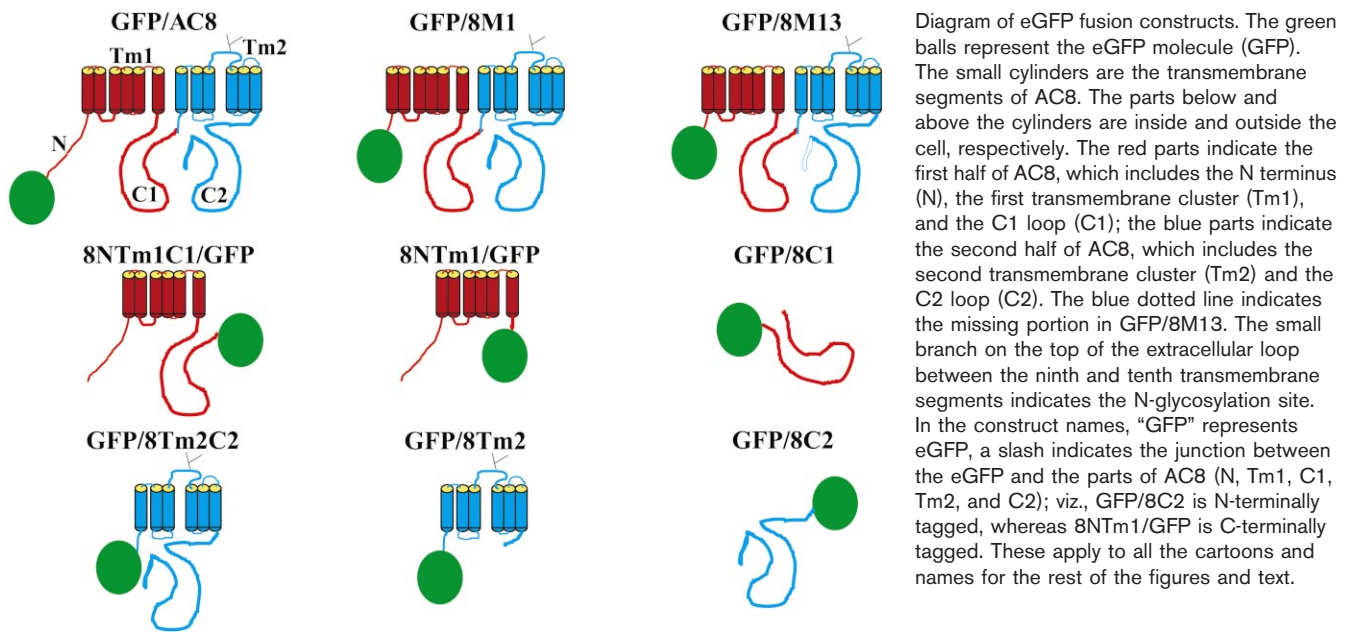 GFP/AC8
GFP/8M1
GFP/8M13
Tm1
Tm2
N
C1
C2
8NTm1C1/GFP
8NTm1/GFP
GFP/8C1
GFP/8Tm2C2
GFP/8Tm2
GFP/8C2
Diagram of eGFP fusion constructs. The green
balls represent the eGFP molecule (GFP).
The small cylinders are the transmembrane
segments of AC8. The parts below and
above the cylinders are inside and outside the
cell, respectively. The red parts indicate the
first half of AC8, which includes the N terminus
(N), the first transmembrane cluster (Tm1),
and the C1 loop (C1); the blue parts indicate
the second half of AC8, which includes the
second transmembrane cluster (Tm2) and the
C2 loop (C2). The blue dotted line indicates
the missing portion in GFP/8M13. The small
branch on the top of the extracellular loop
between the ninth and tenth transmembrane
segments indicates the N-glycosylation site.
In the construct names, “GFP” represents
eGFP, a slash indicates the junction between
the eGFP and the parts of AC8 (N, Tm1, C1,
Tm2, and C2); viz., GFP/8C2 is N-terminally
tagged, whereas 8NTm1/GFP is C-terminally
tagged. These apply to all the cartoons and
names for the rest of the figures and text.